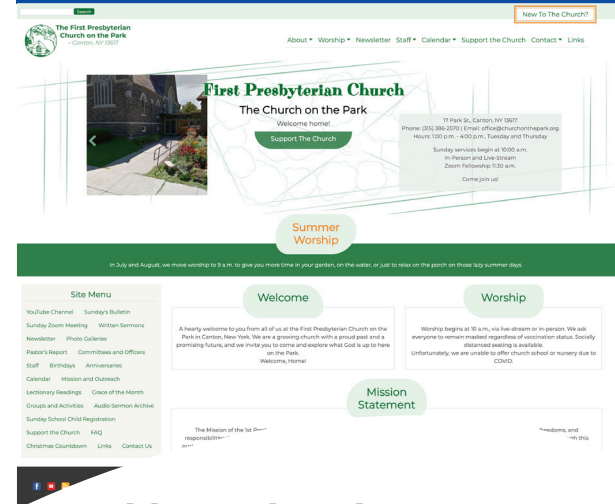 Search
New To The Church?
The First Presbyterian
Church on the Park
~ Canton, NY 13617
About Worship Newsletter Staff Calendar Support the Church Contact Links
First Presbyterian Church
The Church on the Park
Welcome home!
Support The Church
17 Park St., Canton, NY 13617
Phone: (315) 386-2570 | Email: office@churchonthepark.org
Hours: 1:00 p.m. - 4:00 p.m., Tuesday and Thursday
Sunday services begin at 10:00 a.m.
In-Person and Live-Stream
Zoom Fellowship 11:30 a.m.
Come join us!
Summer
Worship
In July and August, we move worship to 9 a.m. to give you more time in your garden, on the water, or just to relax on the porch on those lazy summer days.
Site Menu
YouTube Channel Sunday's Bulletin
Sunday Zoom Meeting Written Sermons
Newsletter Photo Galleries
Pastor's Report Committees and Officers
Staff Birthdays Anniversaries
Calendar Mission and Outreach
Lectionary Readings Grace of the Month
Groups and Activities Audio Sermon Archive
Sunday School Child
Registration
Support the Church FAQ
Christmas Countdown Links Contact Us
Welcome
A hearty welcome to you from all of us at the First Presbyterian Church on the
Park in Canton, New York. We are a growing church with a proud past and a
promising future, and we invite you to come and explore what God is up to here
on the Park.
Welcome, Home!
Worship
Worship begins at 10 a.m., via live-stream or in-person. We ask
everyone to remain masked regardless of vaccination status. Socially
distanced seating is available.
Unfortunately, we are unable to offer church school or nursery due to
COVID.
Mission
Statement
The Mission of the 1st and
this